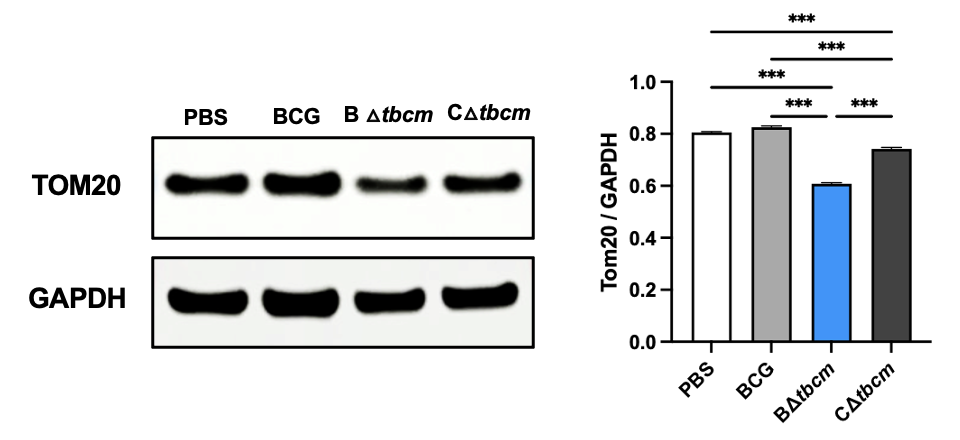 PBS BCG B Δtbcm CΔtbcm
TOM20
GAPDH
***
***
***
*** ***
Tom20 / GAPDH
1.0
0.8
0.6
0.4
0.2
0.0
PBS BCG BΔtbcm CΔtbcm